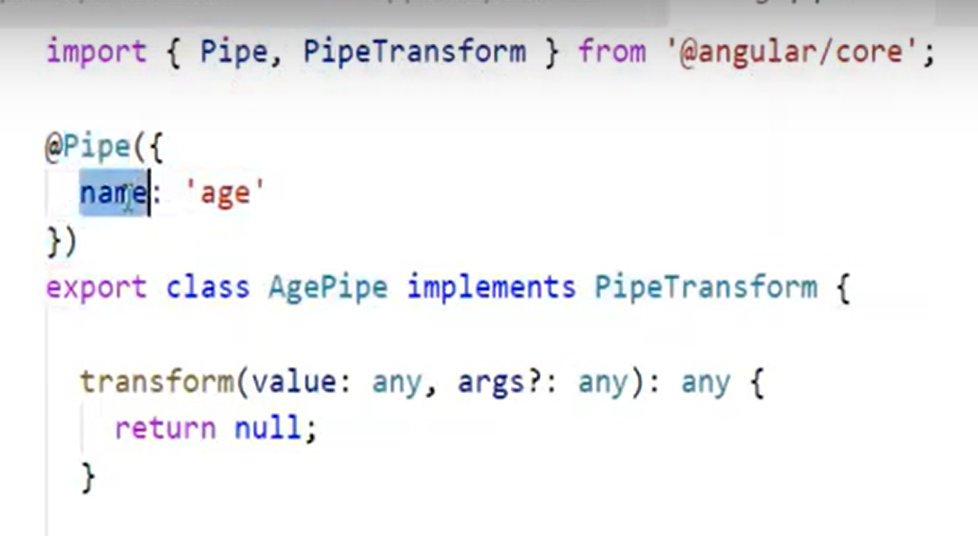 import { Pipe, PipeTransform } from '@angular/core';
@Pipe({
name: 'age'
})
export class AgePipe implements PipeTransform {
transform(value: any, args?: any): any {
return null;
}